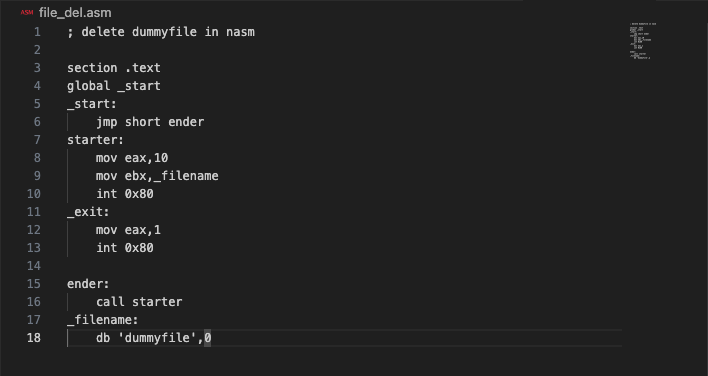 ASM file_del.asm
1 ; delete dummyfile in nasm
2
3 section .text
4 global _start
5 _start:
6 jmp short ender
7 starter:
8 mov eax,10
9 mov ebx,_filename
10 int 0x80
11 _exit:
12 mov eax,1
13 int 0x80
14
15 ender:
16 call starter
17 _filename:
18 db 'dummyfile',0